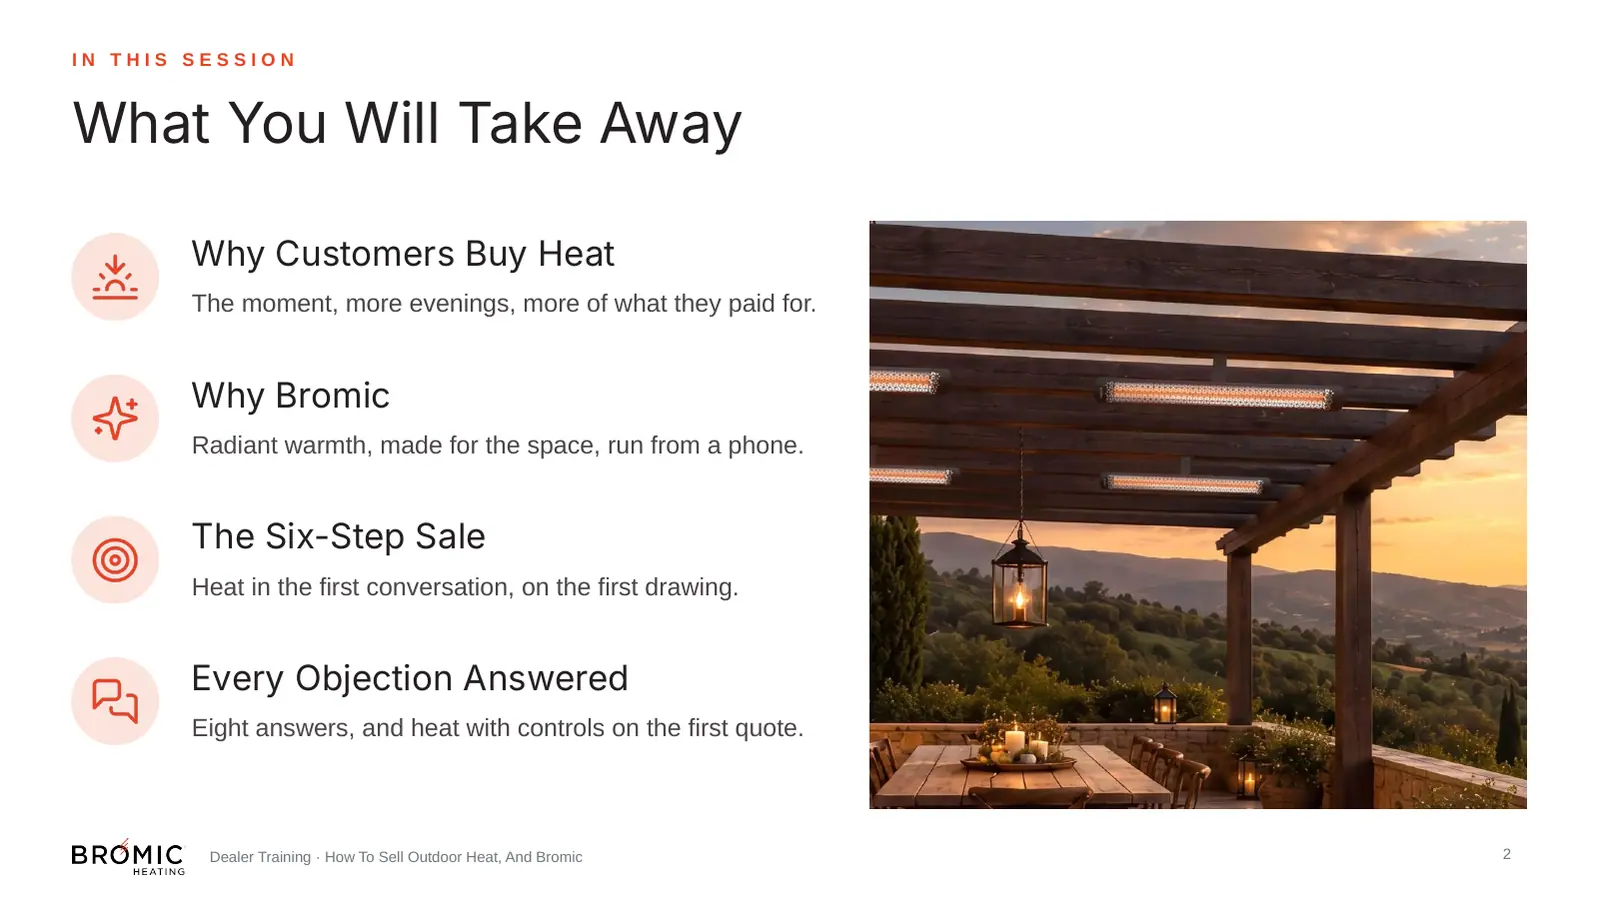 IN THIS SESSION
What You Will Take Away
Why Customers Buy Heat
The moment, more evenings, more of what they paid for.
Why Bromic
Radiant warmth, made for the space, run from a phone.
The Six-Step Sale
Heat in the first conversation, on the first drawing.
Every Objection Answered
Eight answers, and heat with controls on the first quote.
BROMIC
HEATING
Dealer Training · How To Sell Outdoor Heat, And Bromic
2